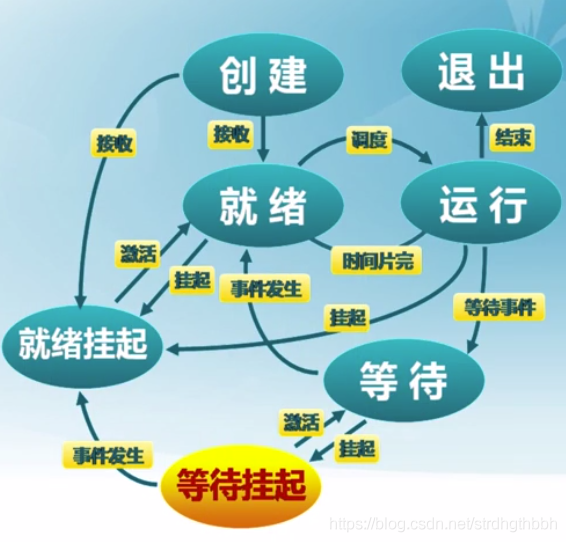 创建
退出
接收
接收
调度
结束
就绪
运行
激活
挂起
时间片完
事件发生
挂起
等待事件
就绪挂起
等待
激活
挂起
事件发生
等待挂起
https://blog.csdn.net/strdhgthbbh